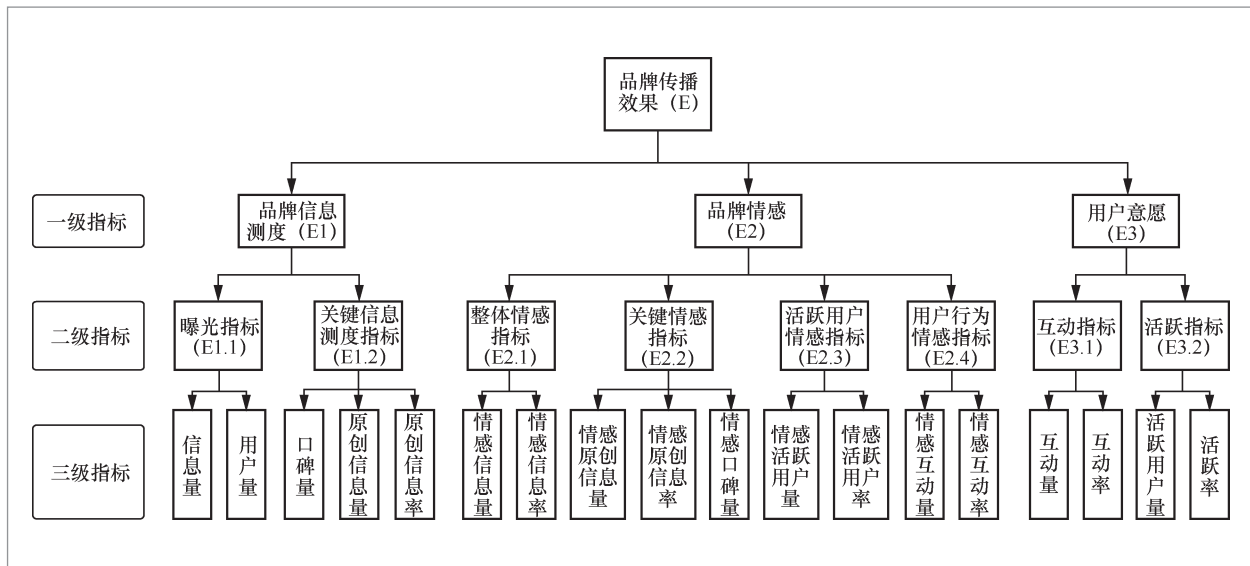 品牌传播
效果（E）
一级指标
品牌信息
测度（E1）
品牌情感
（E2）
用户意愿
（E3）
二级指标
曝光指标
（E1.1）
关键信息
测度指标
（E1.2）
整体情感
指标
（E2.1）
关键情感
指标
（E2.2）
活跃用户
情感指标
（E2.3）
用户行为
情感指标
（E2.4）
互动指标
（E3.1）
活跃指标
（E3.2）
三级指标
信息量
用户量
口碑量
原创信息量
原创信息率
情感信息量
情感信息率
情感
原创
信息
量
情感
原创
信息
率
情感口碑量
情感
活跃
用户
量
情感
活跃
用户
率
情感互动量
情感互动率
互动量
互动率
活跃用户量
活跃率